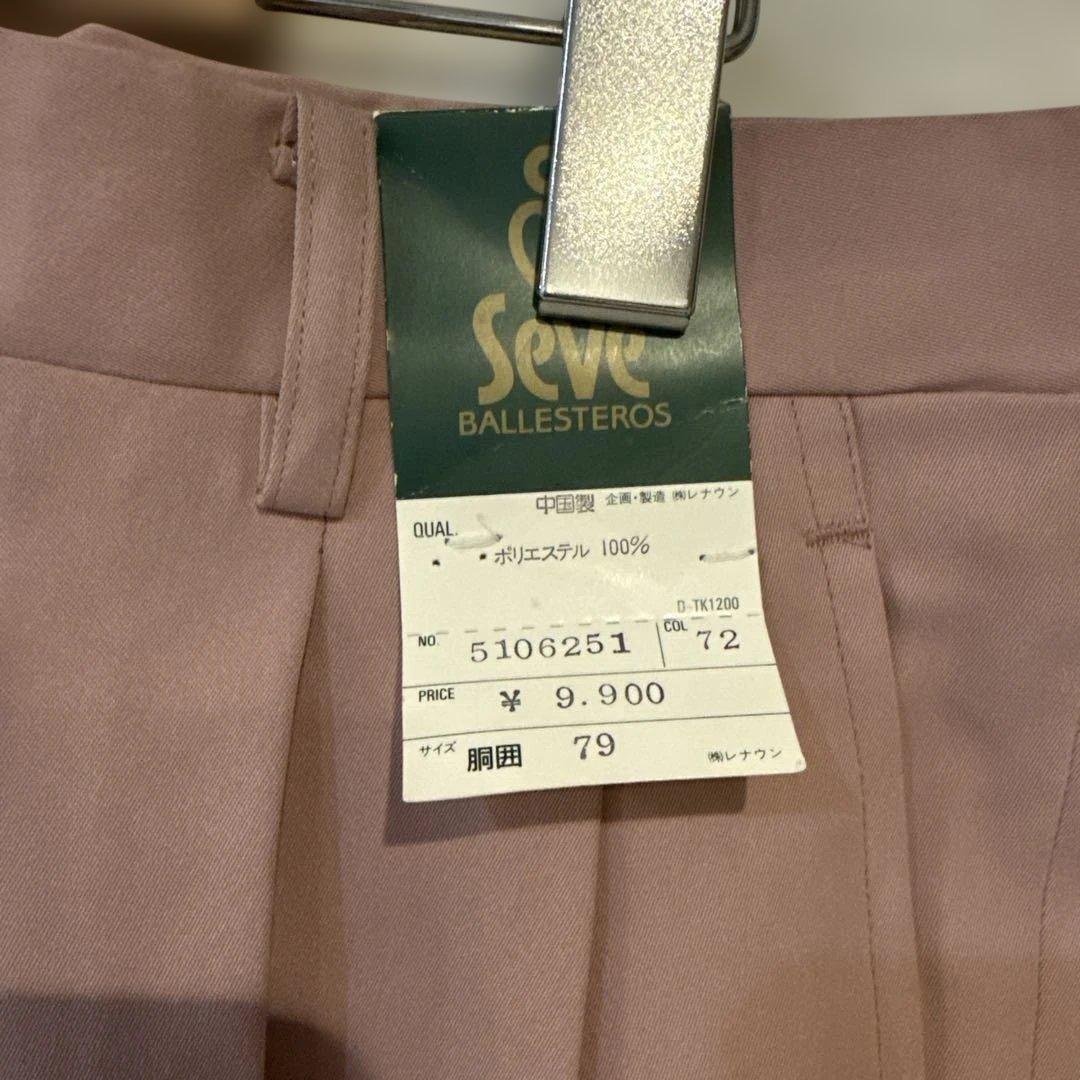 Seve
BALLESTEROS
中国製 企画・製造 ㈱レナウン
QUAL.
ポリエステル 100%
D-TK1200
NO. 5106251 COL 72
PRICE ¥ 9.900
サイズ 胴囲 79 ㈱レナウン